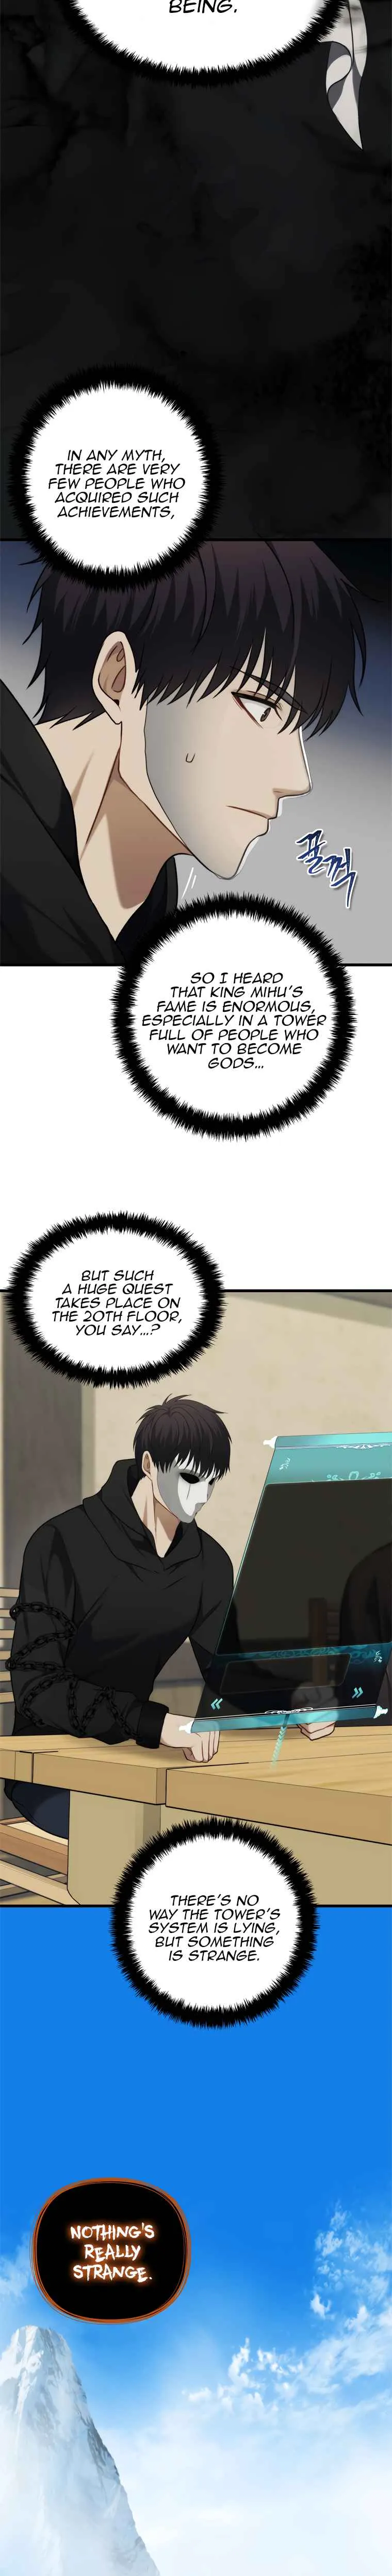 BEING.
IN ANY MYTH,
THERE ARE VERY
FEW PEOPLE WHO
ACQUIRED SUCH
ACHIEVEMENTS,
꿀꺽
SO I HEARD
THAT KING MIHU'S
FAME IS ENORMOUS,
ESPECIALLY IN A TOWER
FULL OF PEOPLE WHO
WANT TO BECOME
GODS...
BUT SUCH
A HUGE QUEST
TAKES PLACE ON
THE 20TH FLOOR,
YOU SAY...?
THERE'S NO
WAY THE TOWER'S
SYSTEM IS LYING,
BUT SOMETHING
IS STRANGE.
NOTHING'S
REALLY
STRANGE.